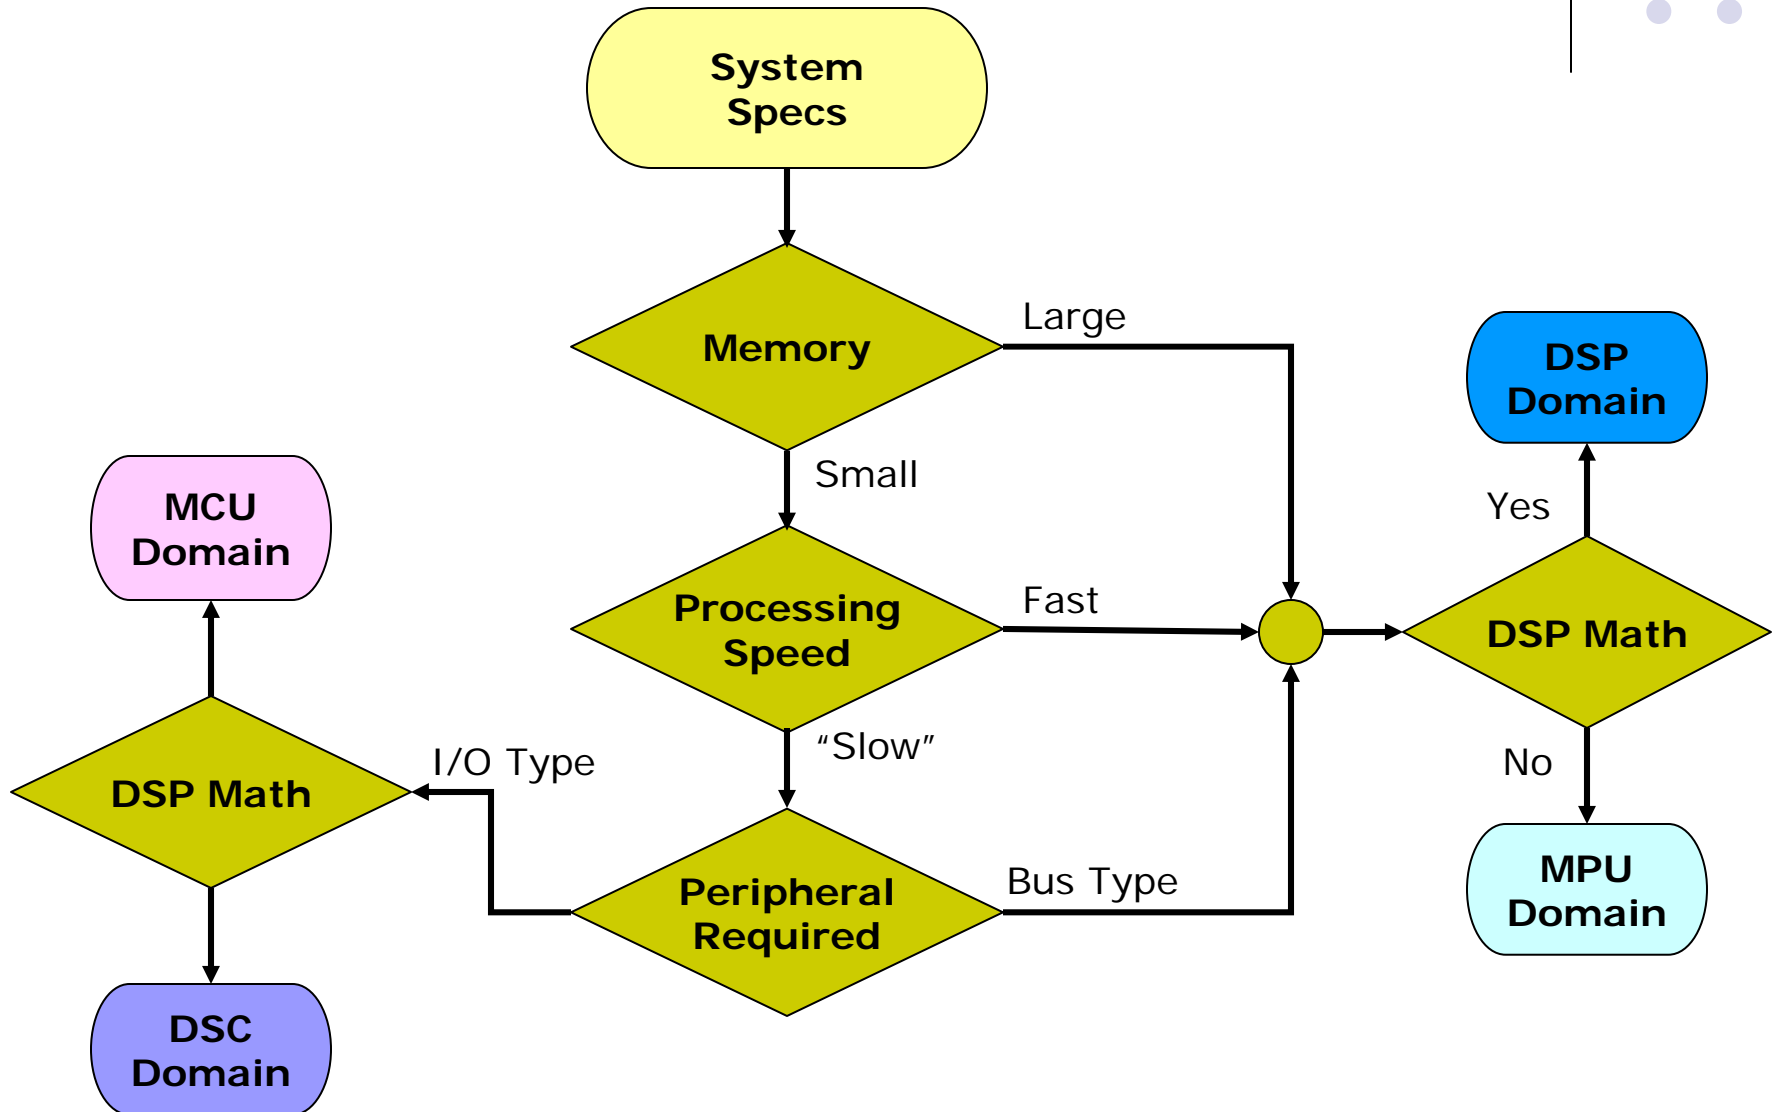 System
Specs
Memory
Large
Small
DSP
Domain
Yes
MCU
Domain
Processing
Speed
Fast
DSP Math
"Slow"
I/O Type
No
DSP Math
Peripheral
Required
Bus Type
MPU
Domain
DSC
Domain